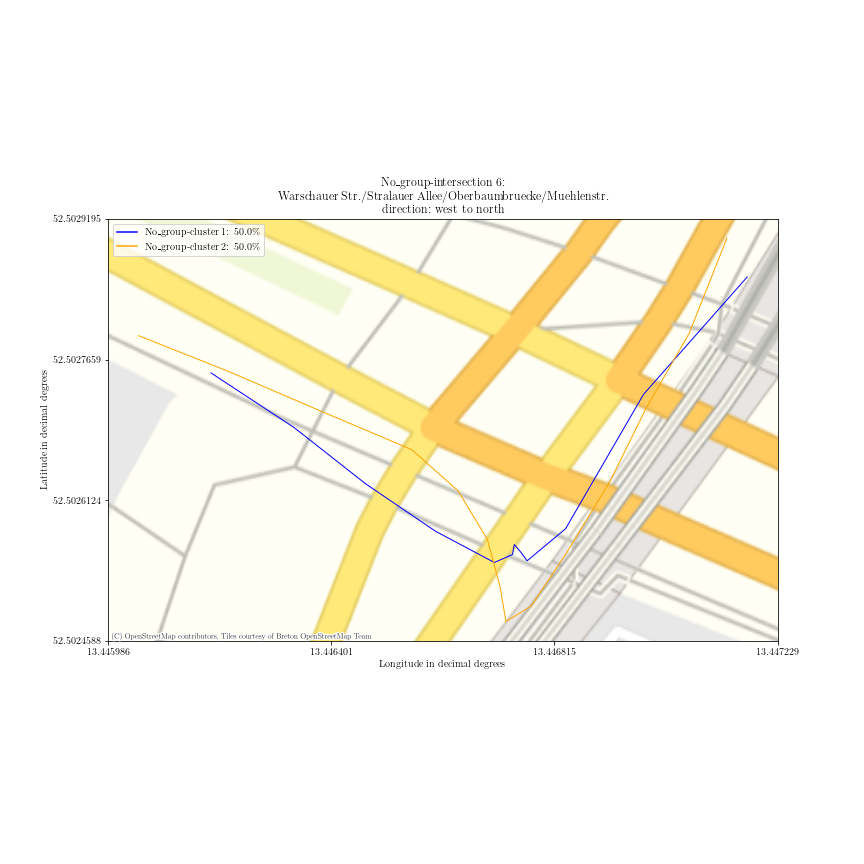 No_group-intersection 6:
Warschauer Str./Stralauer Allee/Oberbaumbruecke/Muehlenstr.
direction: west to north
52.5029195
No_group-cluster 1: 50.0%
No_group-cluster 2: 50.0%
52.5027659
Latitude in decimal degrees
52.5026124
(C) OpenStreetMap contributors, Tiles courtesy of Breton OpenStreetMap Team
52.5024588
13.445986
13.446401
13.446815
13.447229
Longitude in decimal degrees